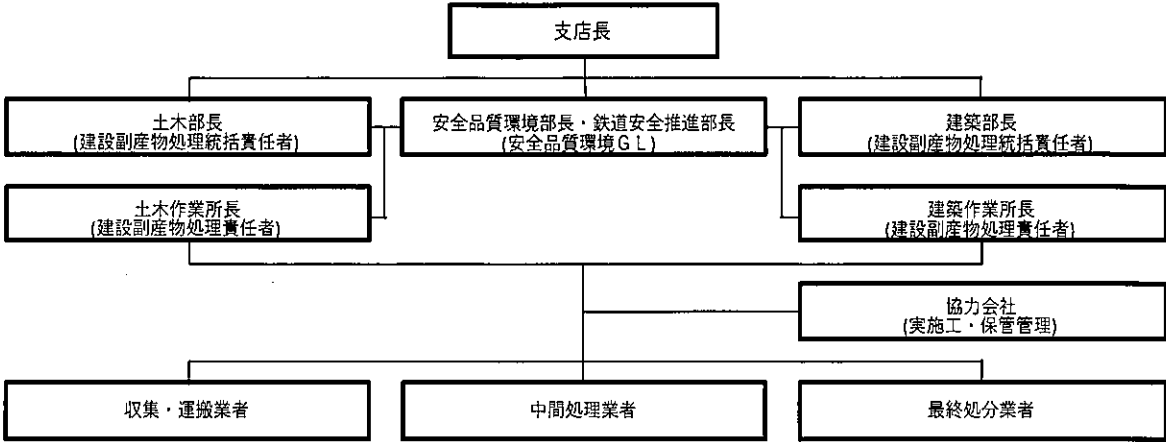 支店長
土木部長
(建設副産物処理統括責任者)
安全品質環境部長・鉄道安全推進部長
(安全品質環境GL)
建築部長
(建設副産物処理統括責任者)
土木作業所長
(建設副産物処理責任者)
建築作業所長
(建設副産物処理責任者)
協力会社
(実施工・保管管理)
収集・運搬業者
中間処理業者
最終処分業者